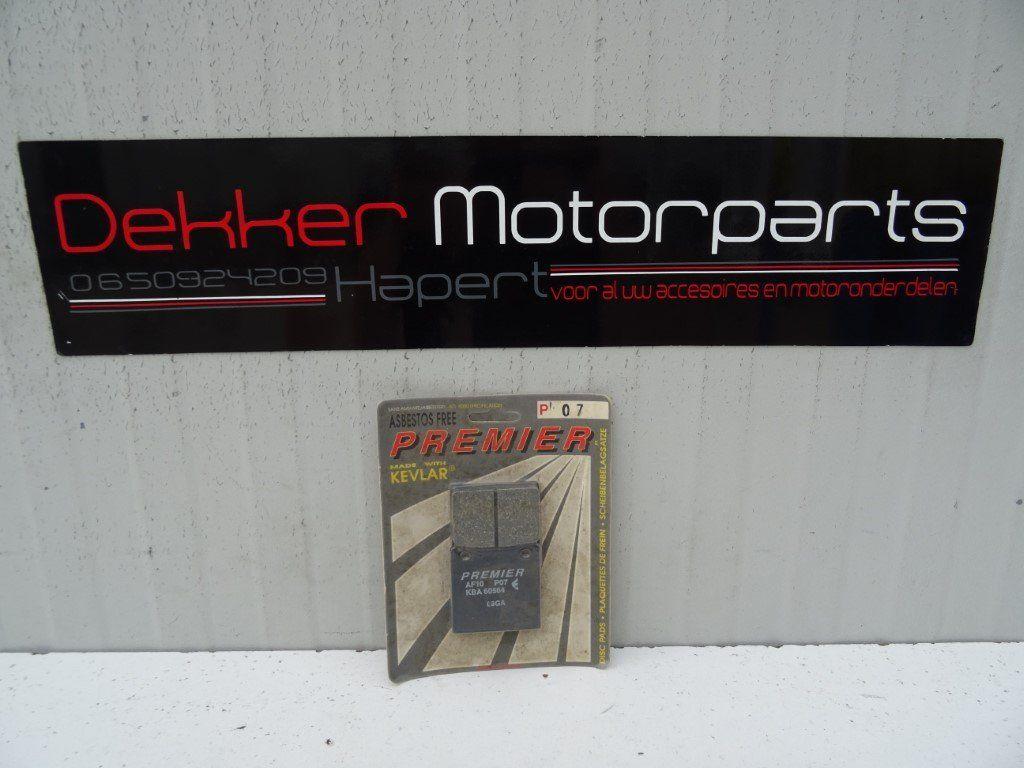 Dekker Motorparts
0650924209 Hapert voor al uw accesoires en motoronderdelen
ASBESTOS FREE
P 07
PREMIER
MADE WITH
KEVLAR®
PREMIER
AF10 P07
KBA 60564
DISC PADS · PLAQUETTES DE FREIN · SCHEIBENBELAGSÄTZE